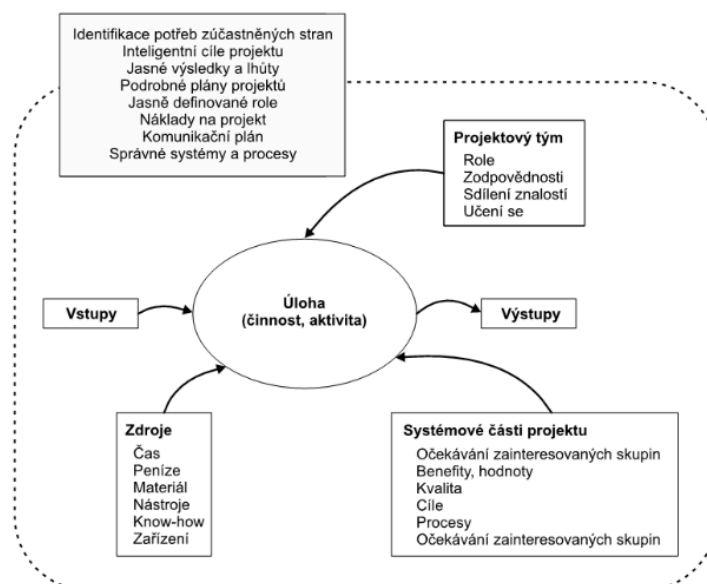 Identifikace potřeb zúčastněných stran
Inteligentní cíle projektu
Jasné výsledky a lhůty
Podrobné plány projektů
Jasně definované role
Náklady na projekt
Komunikační plán
Správné systémy a procesy
Projektový tým
Role
Zodpovědnosti
Sdílení znalostí
Učení se
Vstupy
Úloha
(činnost, aktivita)
Výstupy
Zdroje
Čas
Peníze
Materiál
Nástroje
Know-how
Zařízení
Systémové části projektu
Očekávání zainteresovaných skupin
Benefity, hodnoty
Kvalita
Cíle
Procesy
Očekávání zainteresovaných skupin